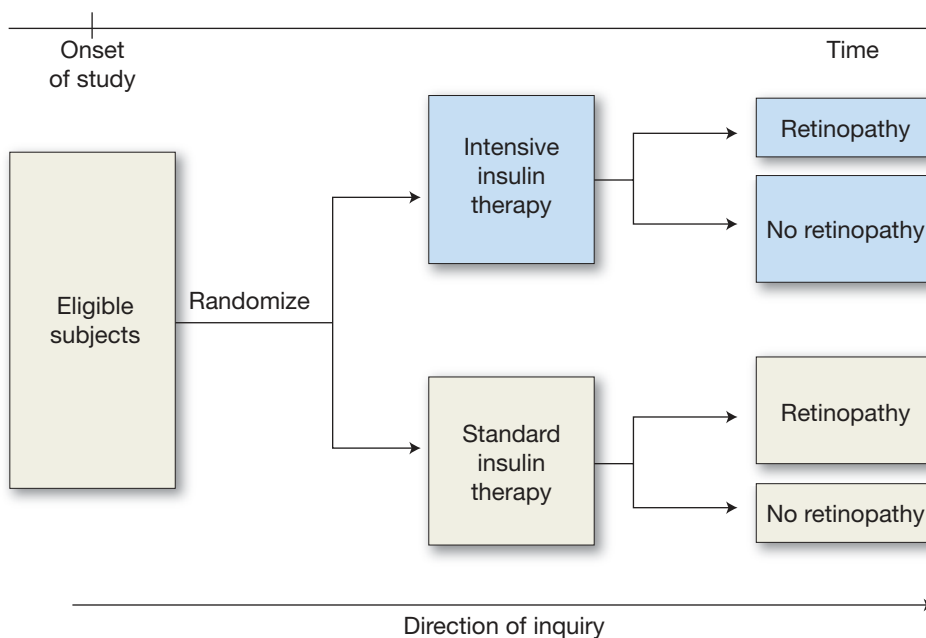 Onset
of study
Time
Eligible
subjects
Randomize
Intensive
insulin
therapy
Retinopathy
No retinopathy
Standard
insulin
therapy
Retinopathy
No retinopathy
Direction of inquiry